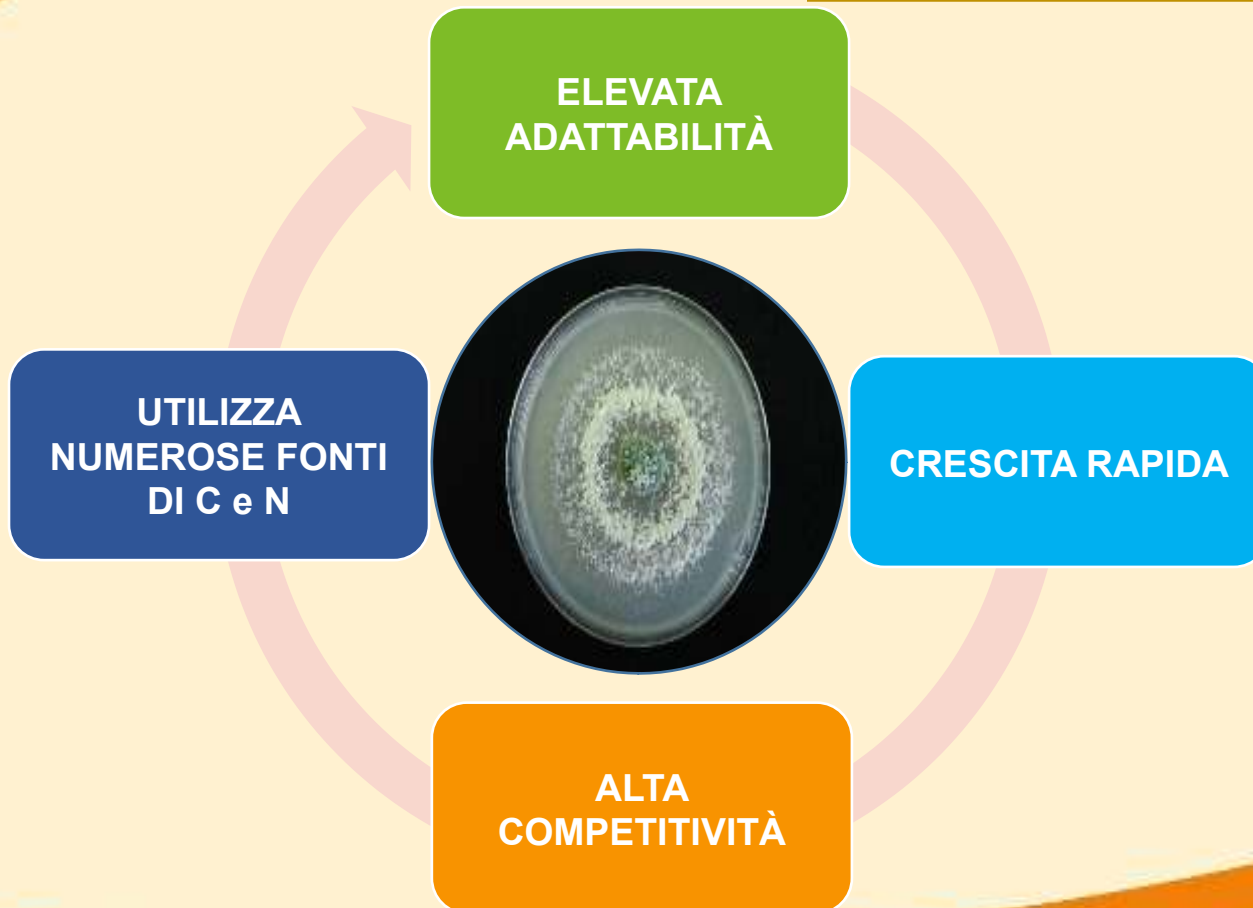 ELEVATA
ADATTABILITÀ
CRESCITA RAPIDA
ALTA
COMPETITIVITÀ
UTILIZZA
NUMEROSE FONTI
DI C e N